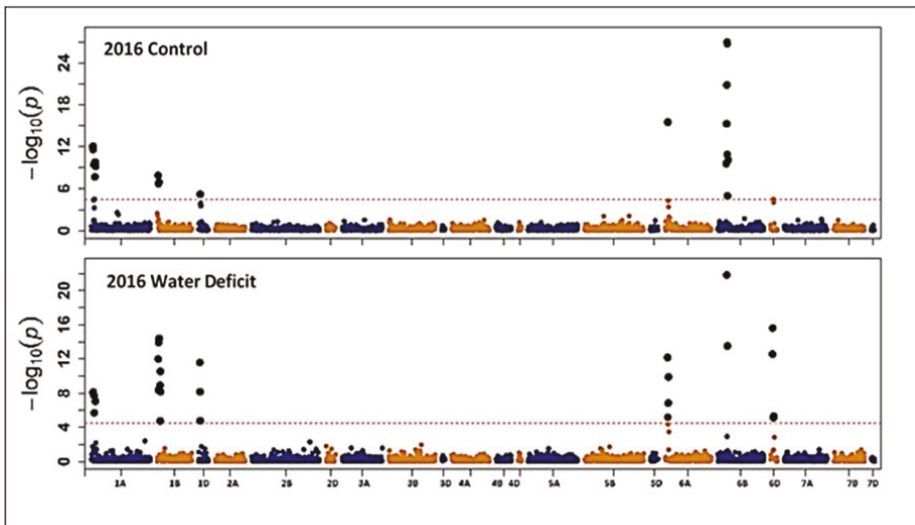 2016 Control
−log10(p)
24
18
12
6
0
2016 Water Deficit
−log10(p)
20
16
12
8
4
0
1A 1B 1D 2A 2B 2D 3A 3B 3D 4A 4B 4D 5A 5B 5D 6A 6B 6D 7A 7B 7D